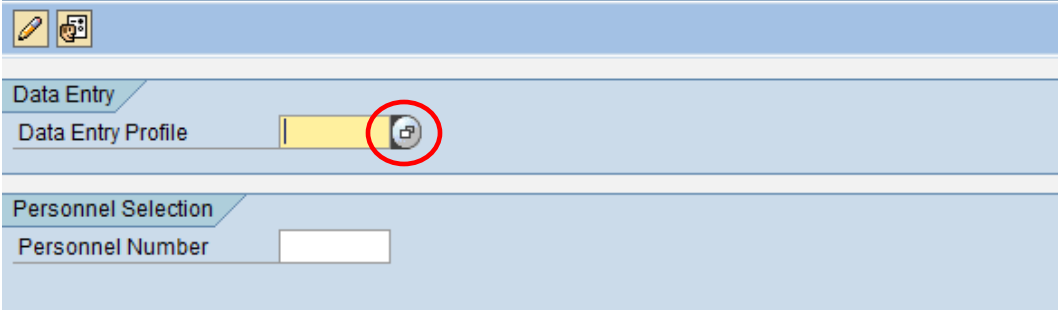 Data Entry
Data Entry Profile
Personnel Selection
Personnel Number